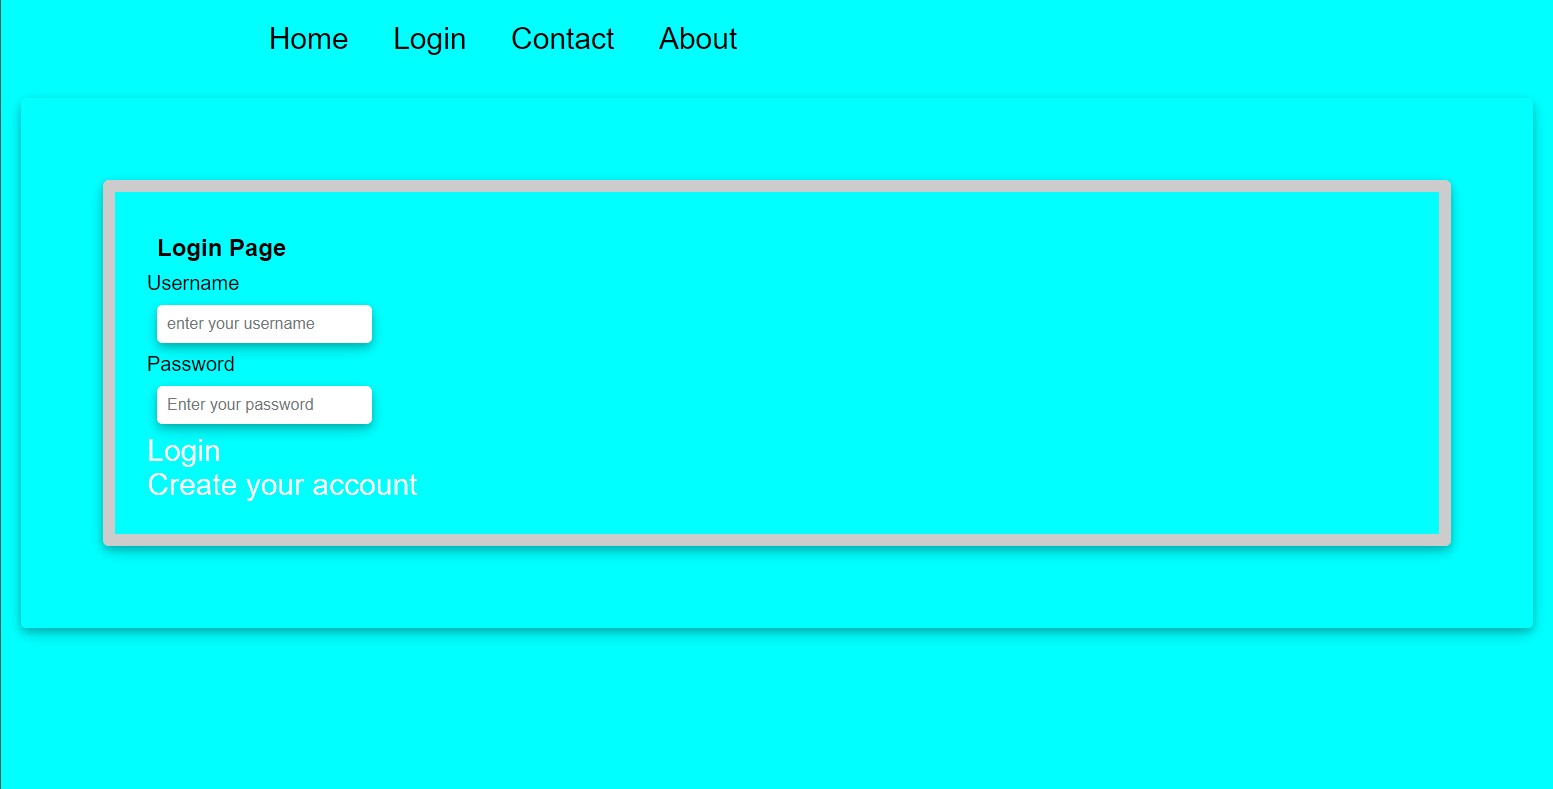 Home Login Contact About
Login Page
Username
enter your username
Password
Enter your password
Login
Create your account